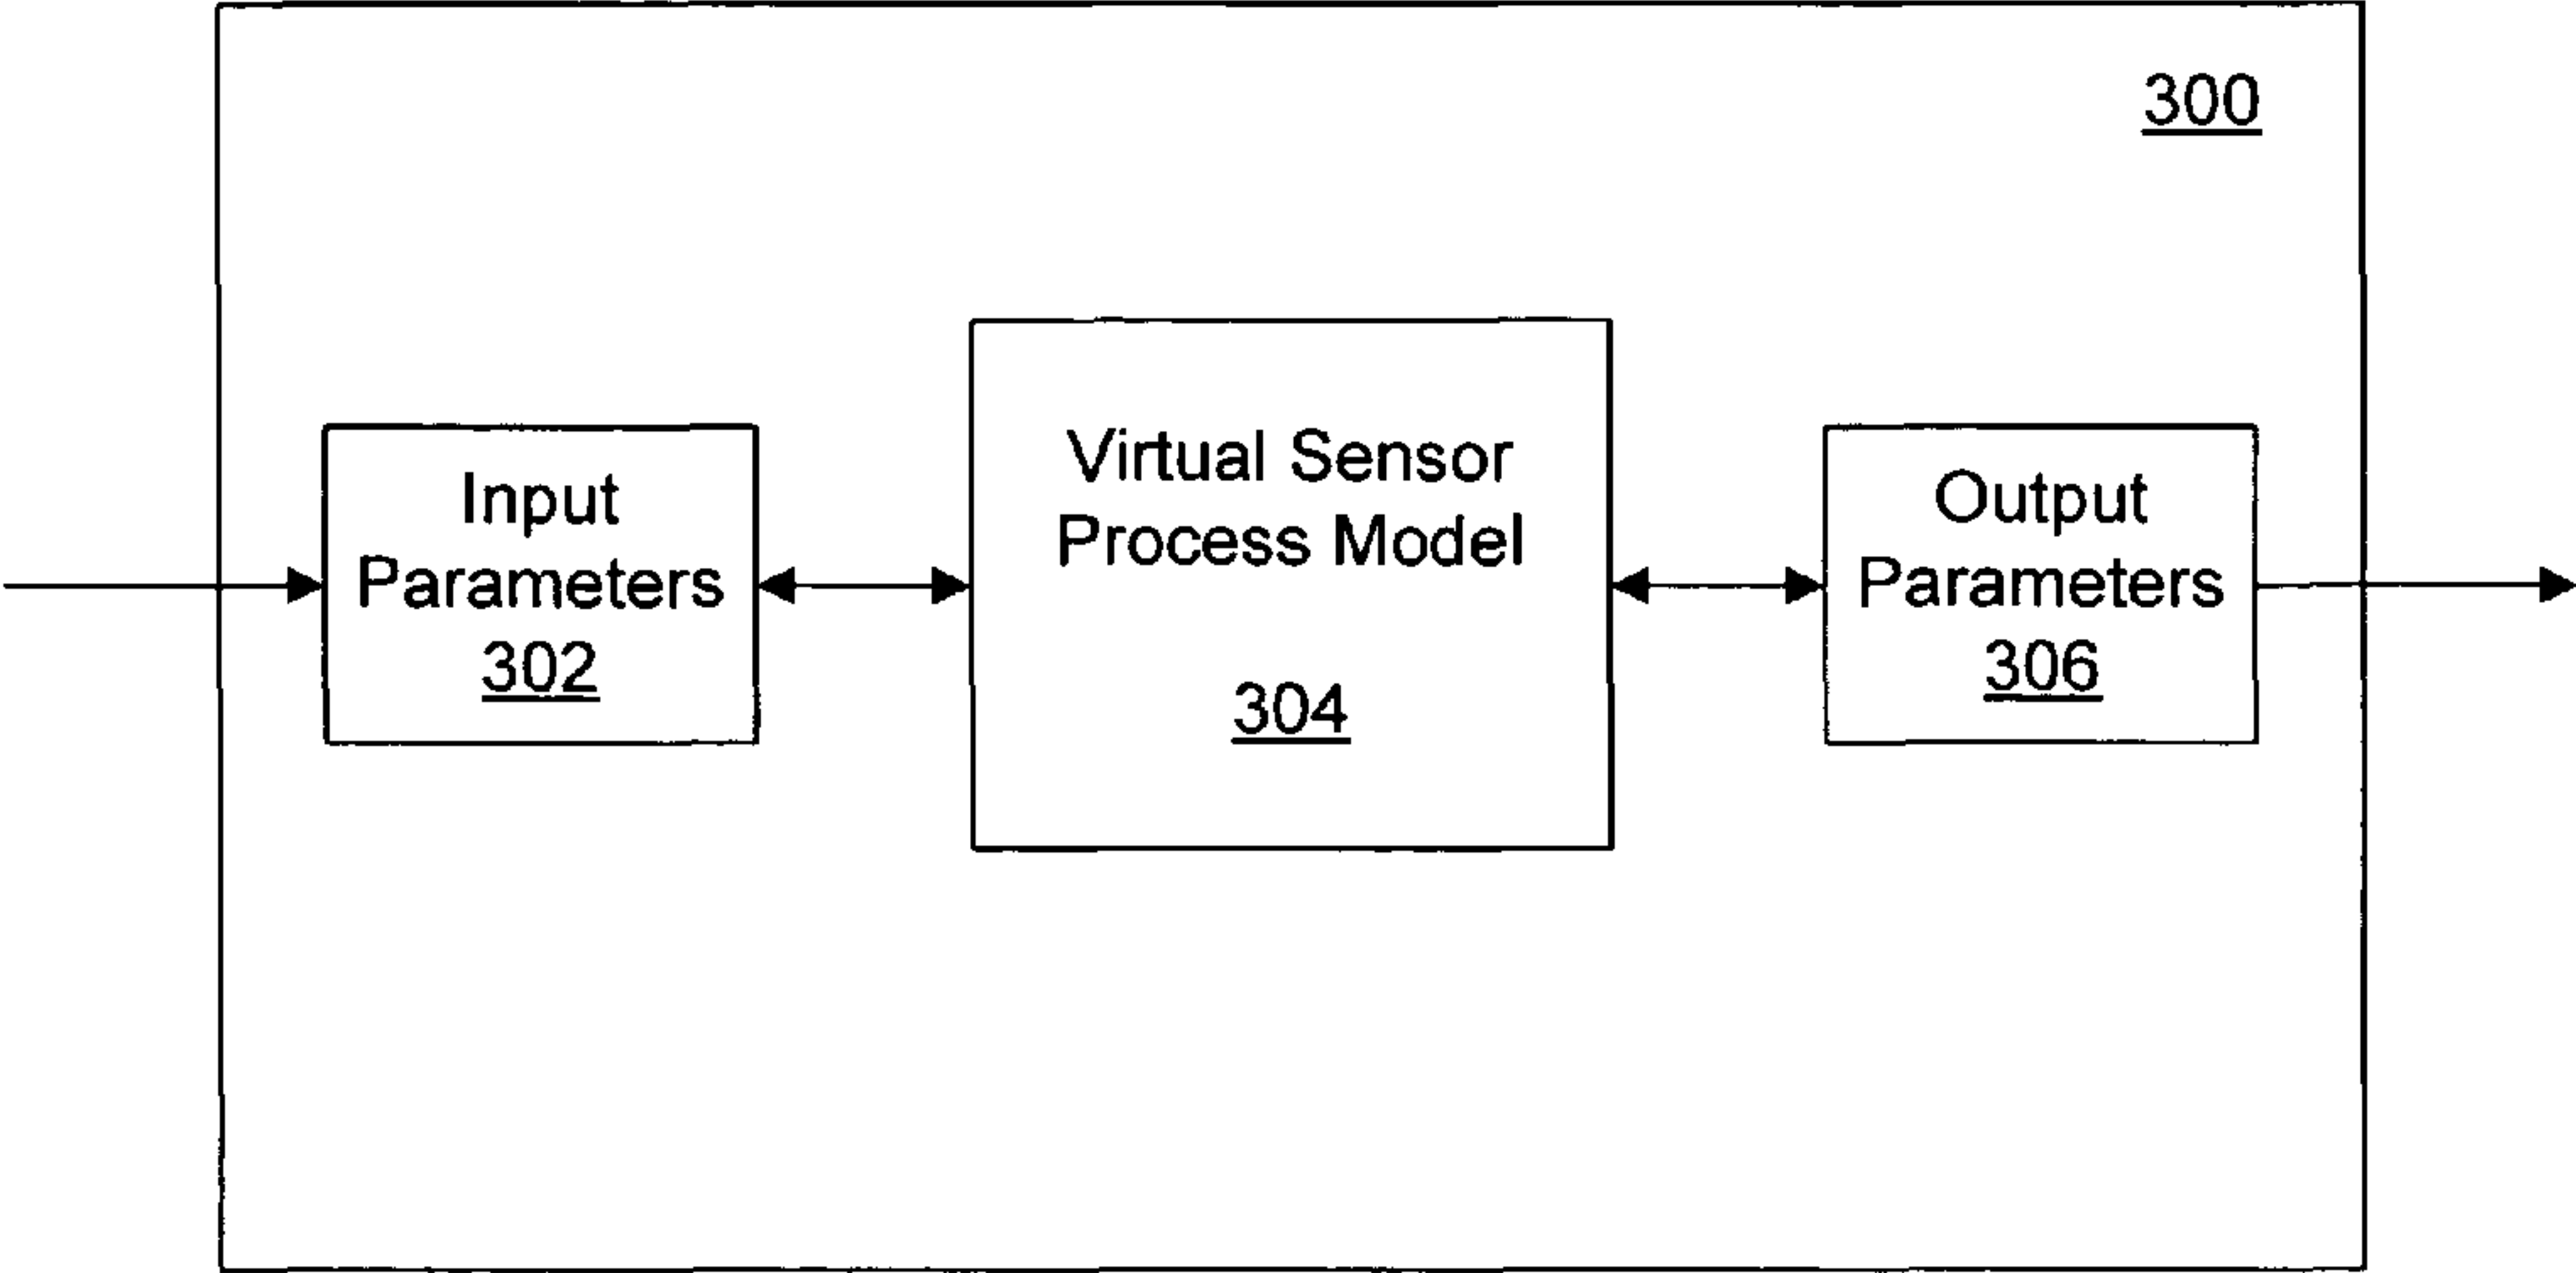 300
Input
Parameters
302
Virtual Sensor
Process Model
304
Output
Parameters
306